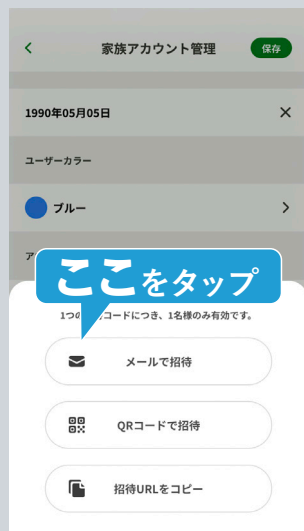 家族アカウント管理
保存
1990年05月05日
ユーザーカラー
ブルー
ア
ここをタップ
1つの コードにつき、1名様のみ有効です。
メールで招待
QRコードで招待
招待URLをコピー